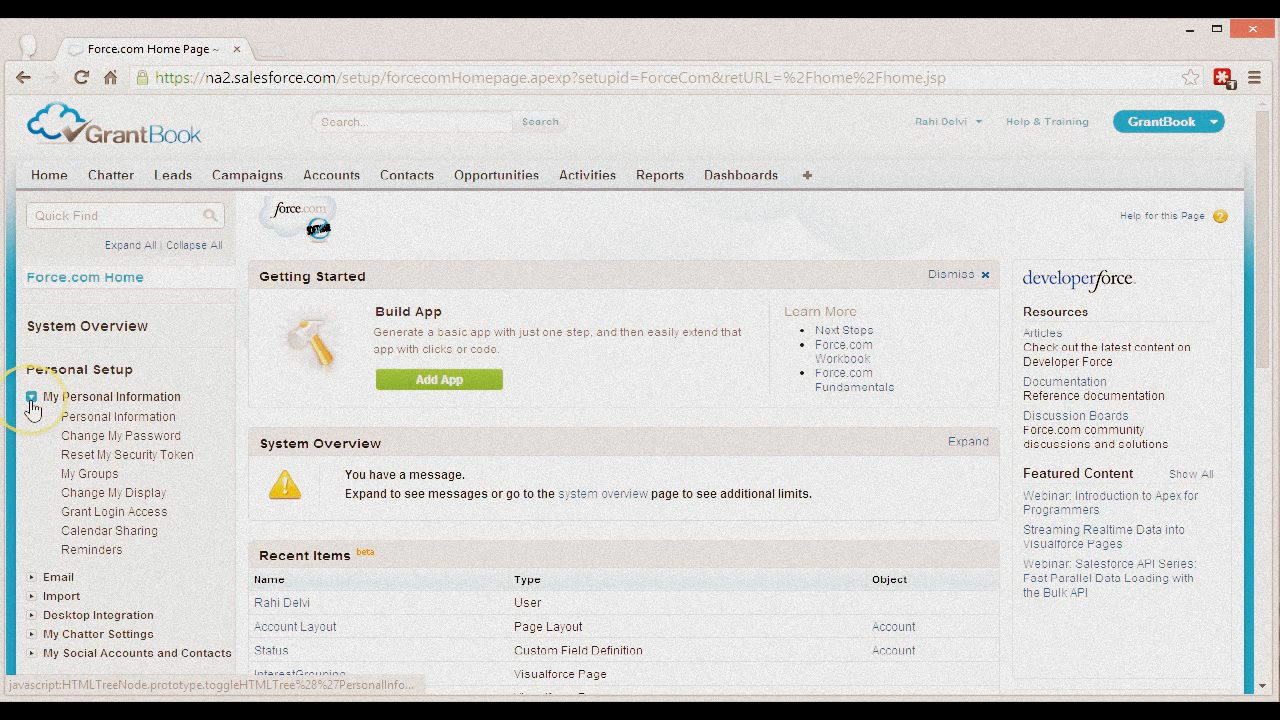 Force.com Home Page ~
https://na2.salesforce.com/setup/forcecomHomepage.apexp?setupid=ForceCom&retURL=%2Fhome%2Fhome.jsp
GrantBook
Search...
Search
Rahi Delvi
Help & Training
GrantBook
Home Chatter Leads Campaigns Accounts Contacts Opportunities Activities Reports Dashboards +
Quick Find
Expand All | Collapse All
Force.com Home
System Overview
Personal Setup
My Personal Information
Personal Information
Change My Password
Reset My Security Token
My Groups
Change My Display
Grant Login Access
Calendar Sharing
Reminders
Email
Import
Desktop Integration
My Chatter Settings
My Social Accounts and Contacts
javascript:HTMLTreeNode.prototype.toggleHTMLTree%28%27PersonalInfo...
force.com
Help for this Page
Getting Started
Dismiss
Build App
Generate a basic app with just one step, and then easily extend that
app with clicks or code.
Add App
Learn More
Next Steps
Force.com
Workbook
Force.com
Fundamentals
System Overview
Expand
You have a message.
Expand to see messages or go to the system overview page to see additional limits.
Recent Items beta
Name Type Object
Rahi Delvi User
Account Layout Page Layout Account
Status Custom Field Definition Account
InterestGrouping Visualforce Page
developerforce
Resources
Articles
Check out the latest content on
Developer Force
Documentation
Reference documentation
Discussion Boards
Force.com community
discussions and solutions
Featured Content
Show All
Webinar: Introduction to Apex for
Programmers
Streaming Realtime Data into
Visualforce Pages
Webinar: Salesforce API Series:
Fast Parallel Data Loading with
the Bulk API